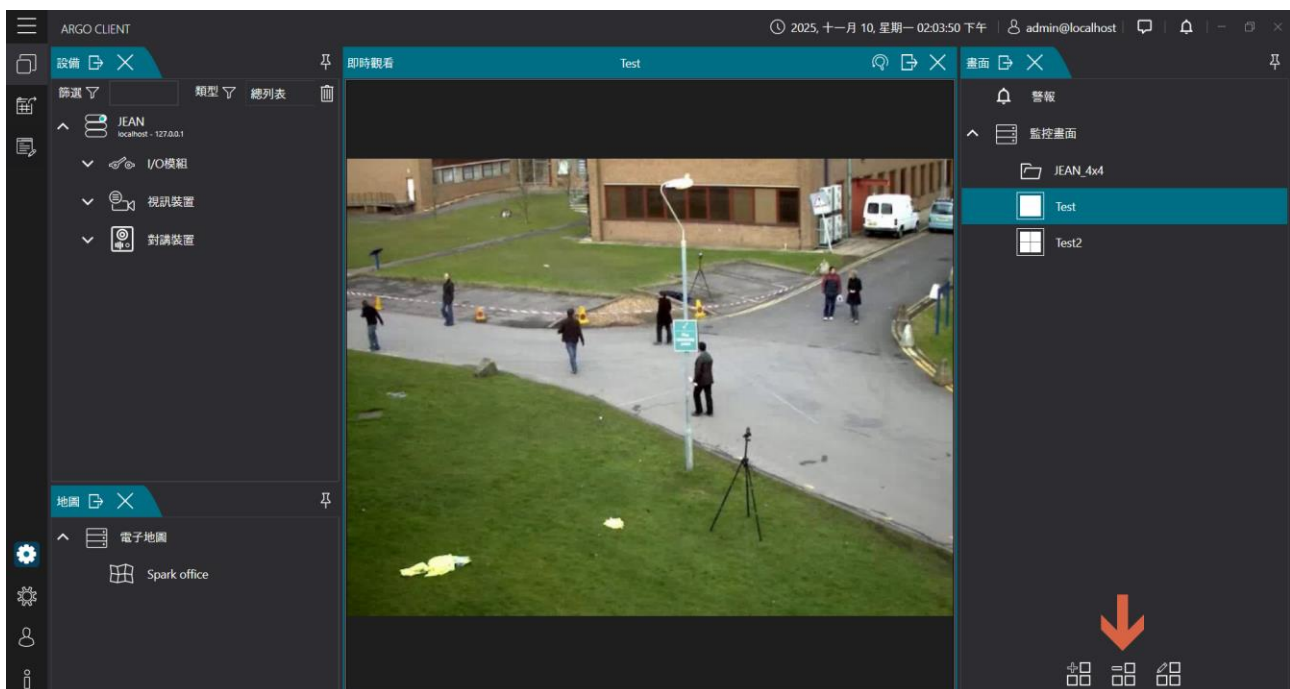 ARGO CLIENT
2025, 十一月 10, 星期一 02:03:50 下午
admin@localhost
設備
篩選
類型
總列表
JEAN
localhost - 127.0.0.1
I/O模組
視訊裝置
對講裝置
地圖
電子地圖
Spark office
即時觀看
Test
畫面
警報
監控畫面
JEAN_4x4
Test
Test2